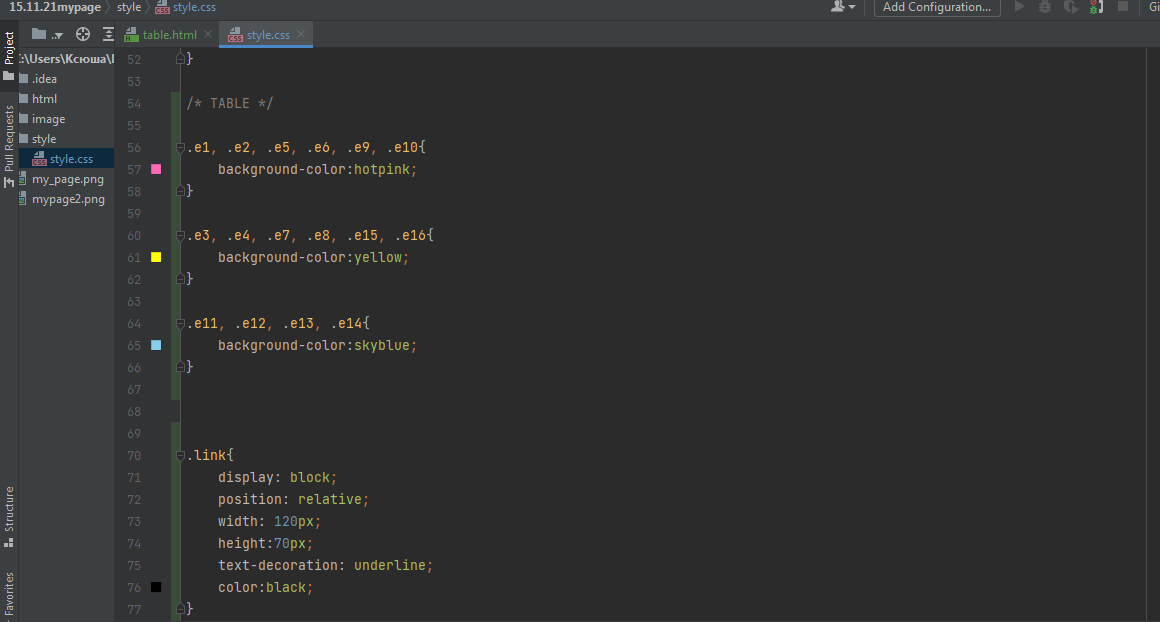 15.11.21mypage
style
style.css
Add Configuration...
Project
..
table.html
style.css
Pull Requests
Structure
Favorites
.idea
html
image
style
style.css
my_page.png
mypage2.png
52 }
53
54 /* TABLE */
55
56 .e1, .e2, .e5, .e6, .e9, .e10{
57 background-color:hotpink;
58 }
59
60 .e3, .e4, .e7, .e8, .e15, .e16{
61 background-color:yellow;
62 }
63
64 .e11, .e12, .e13, .e14{
65 background-color:skyblue;
66 }
67
68
69
70 .link{
71 display: block;
72 position: relative;
73 width: 120px;
74 height:70px;
75 text-decoration: underline;
76 color:black;
77 }